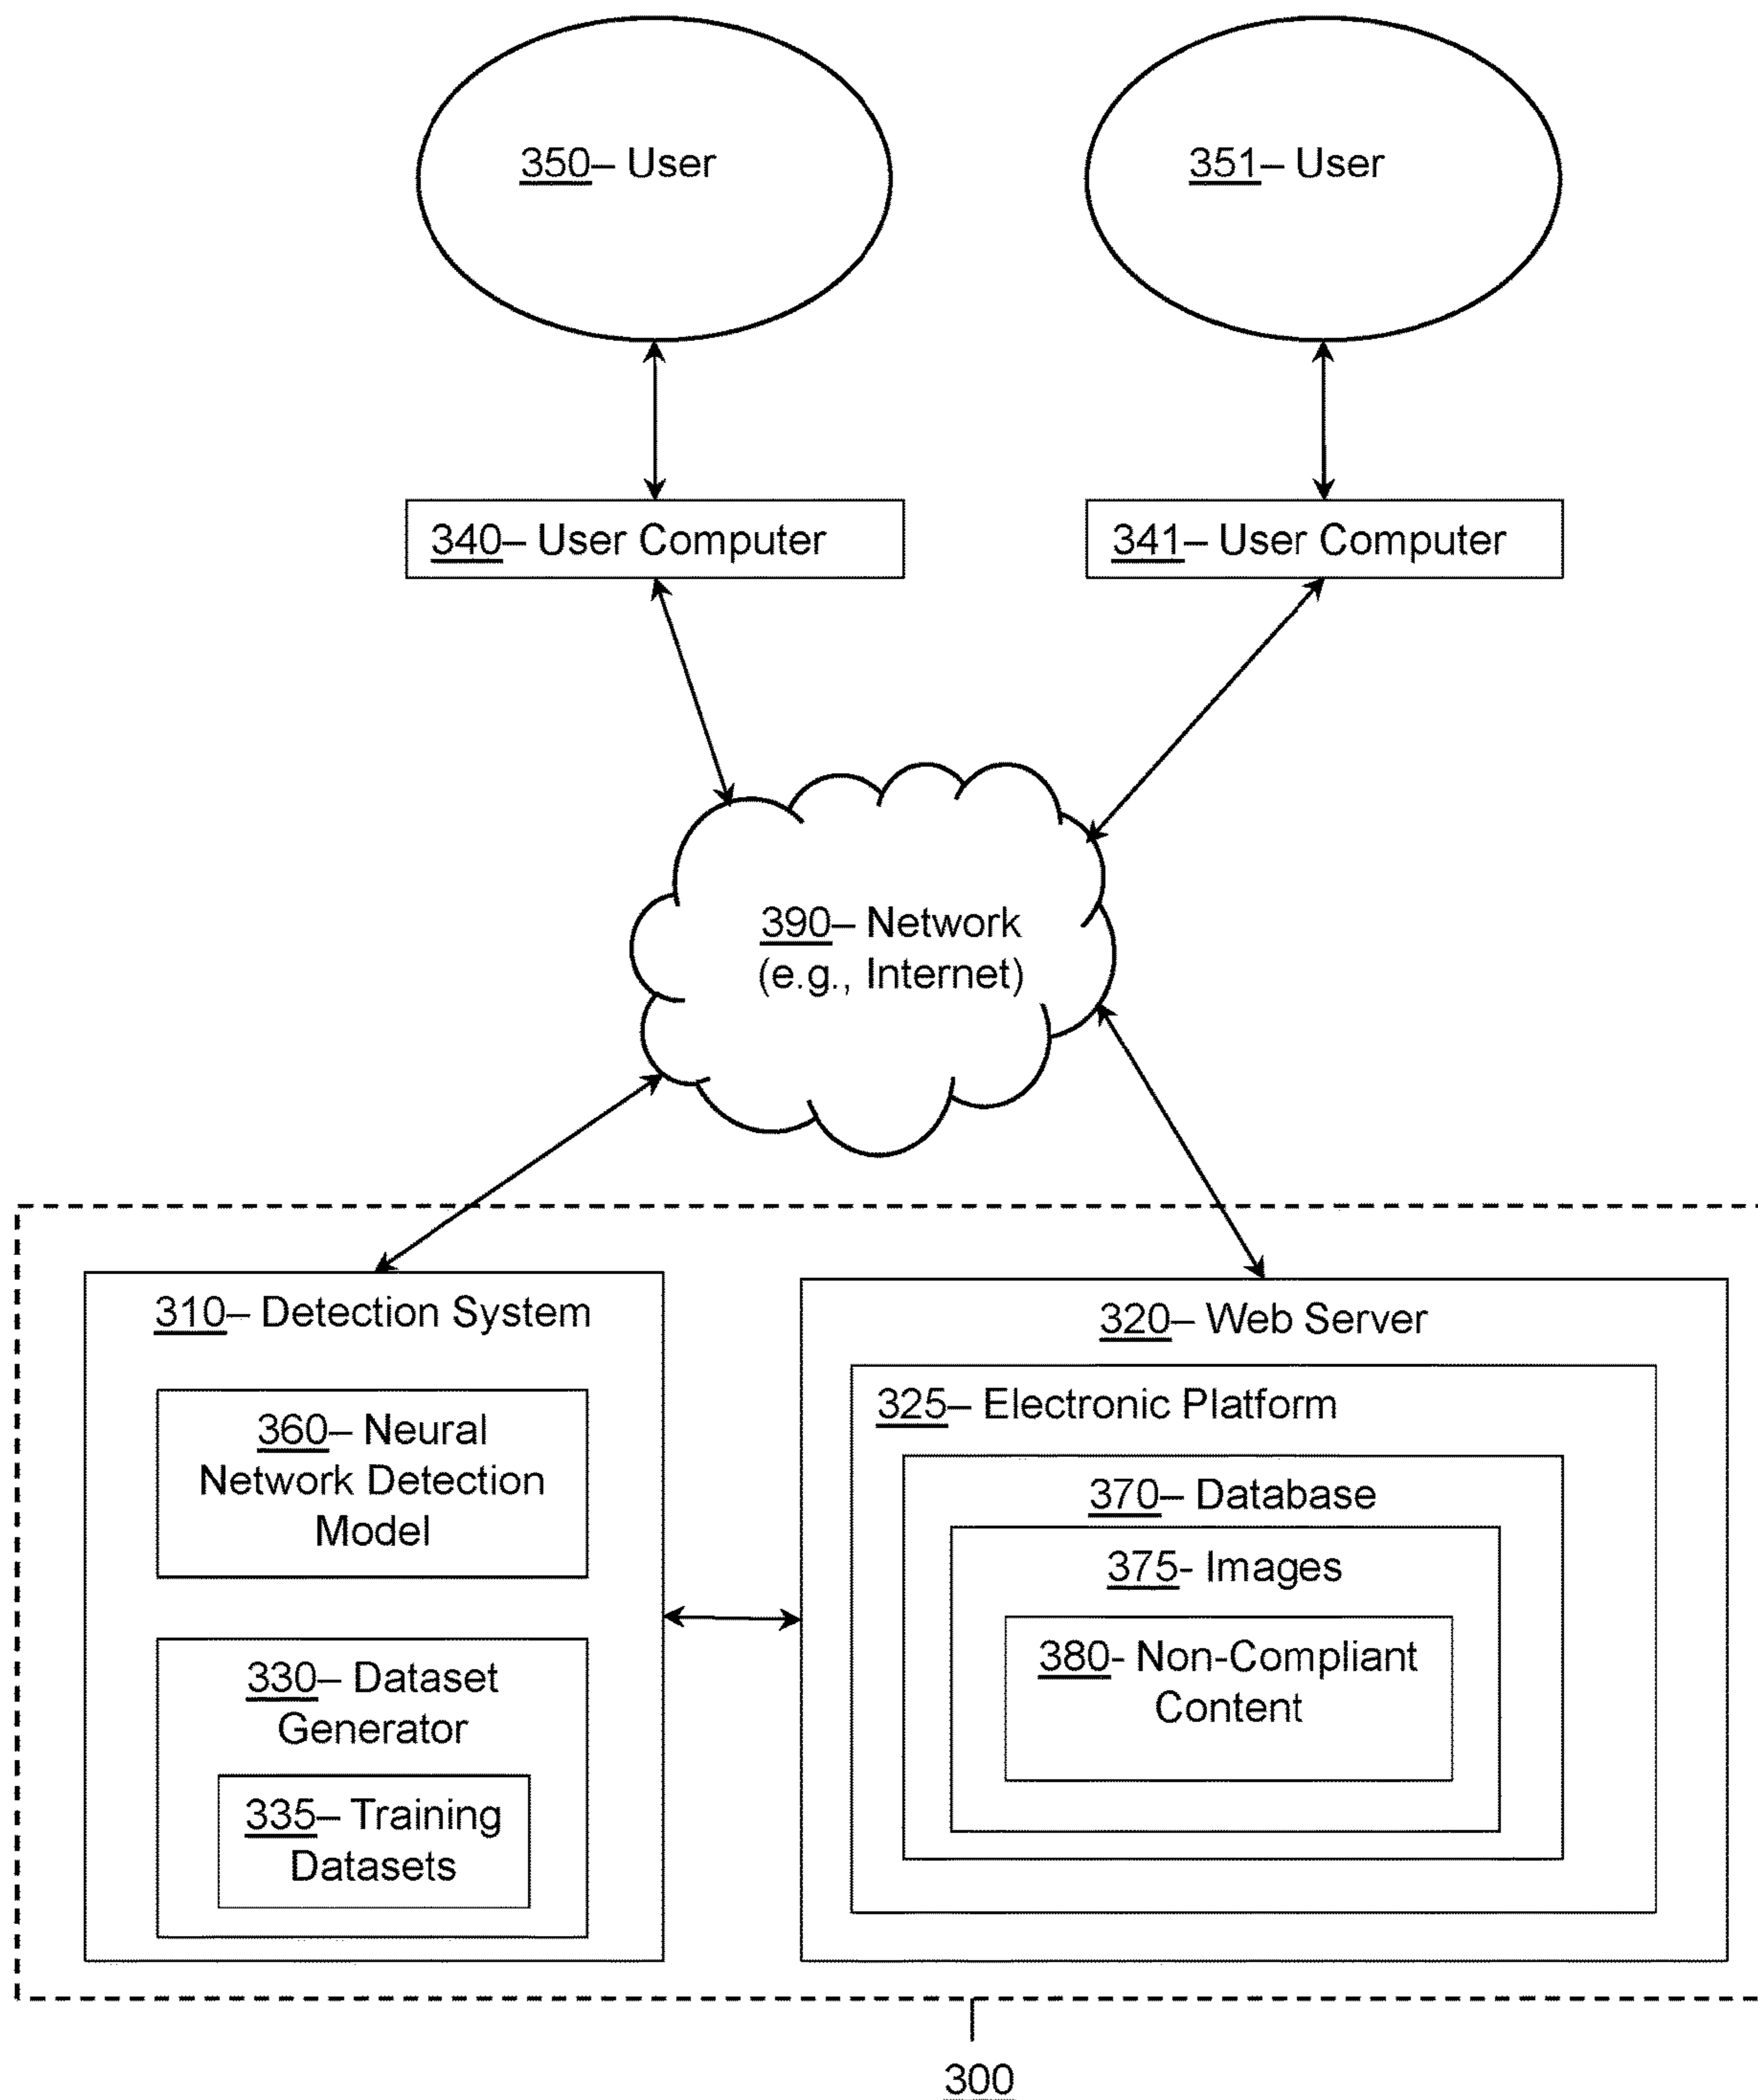 350– User
351– User
340– User Computer
341– User Computer
390– Network
(e.g., Internet)
310– Detection System
360– Neural
Network Detection
Model
330– Dataset
Generator
335– Training
Datasets
320– Web Server
325– Electronic Platform
370– Database
375- Images
380- Non-Compliant
Content
300